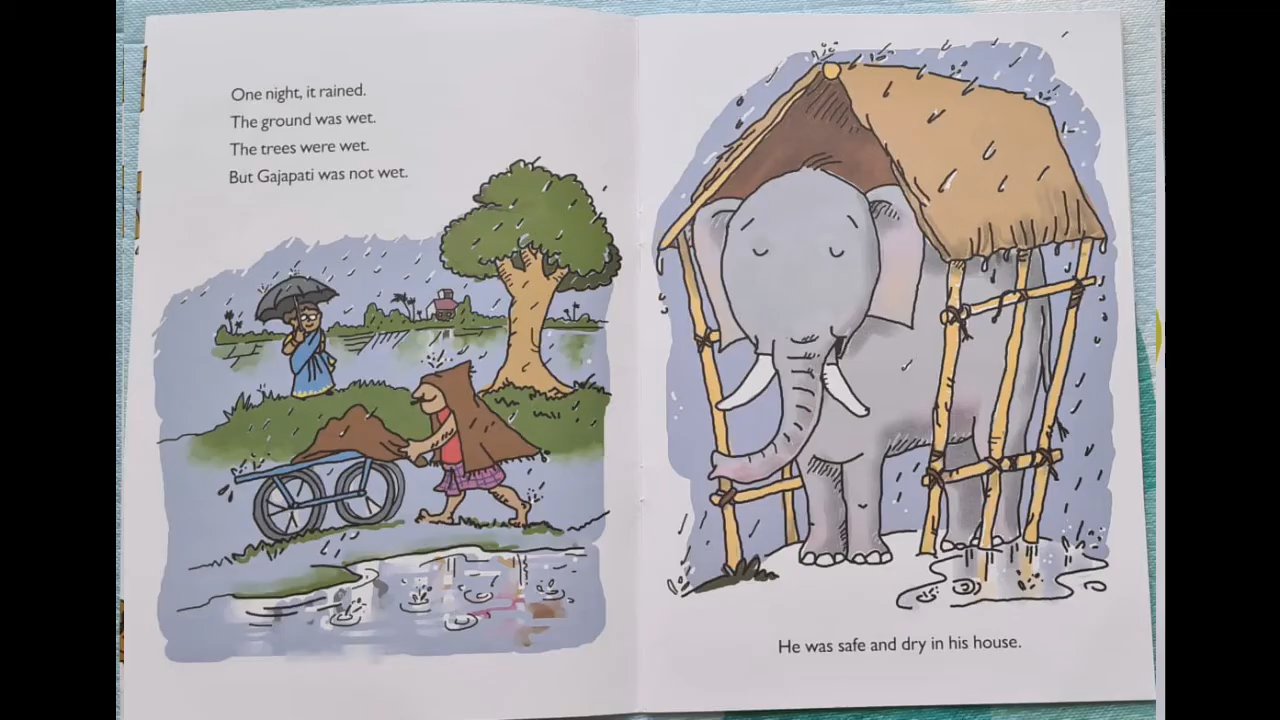 One night, it rained.
The ground was wet.
The trees were wet.
But Gajapati was not wet.
He was safe and dry in his house.